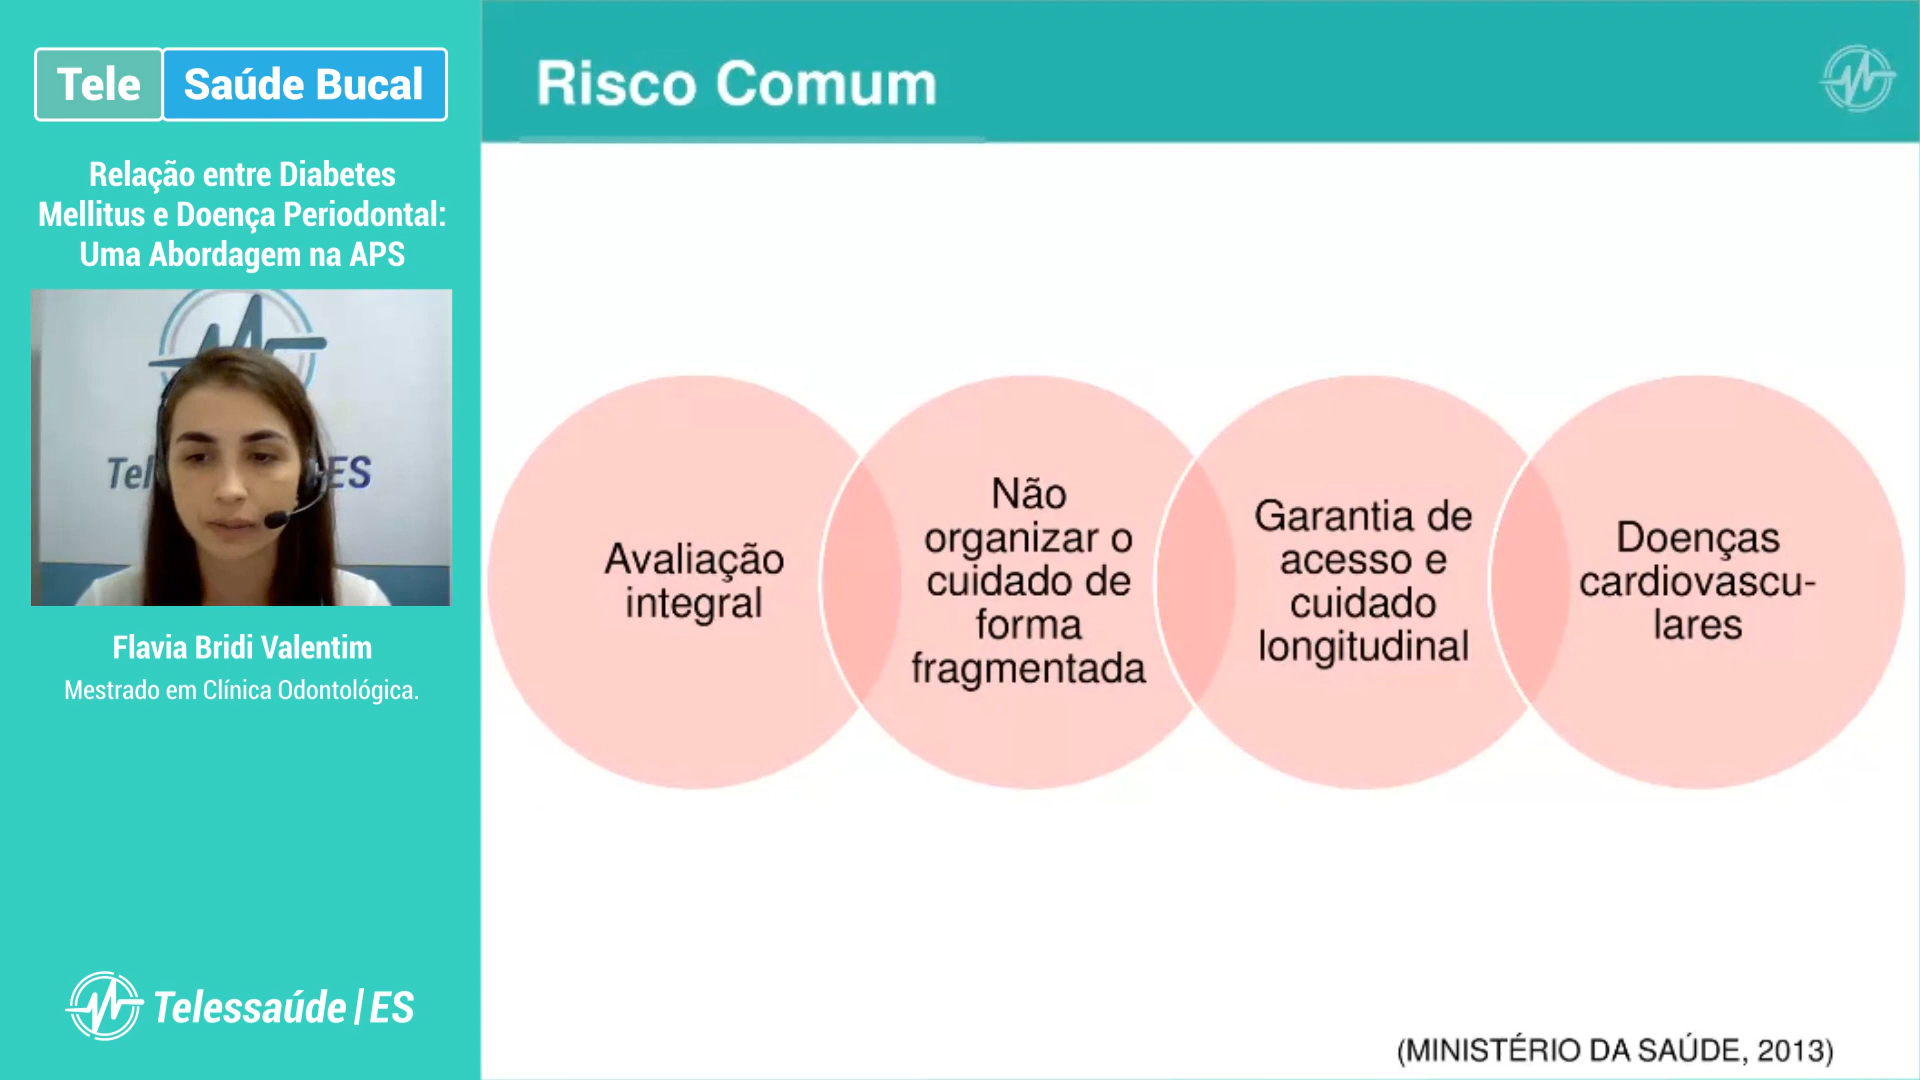 Tele Saúde Bucal
Relação entre Diabetes
Mellitus e Doença Periodontal:
Uma Abordagem na APS
Tel ES
Flavia Bridi Valentim
Mestrado em Clínica Odontológica.
Telessaúde|ES
Risco Comum
Avaliação
integral
Não
organizar o
cuidado de
forma
fragmentada
Garantia de
acesso e
cuidado
longitudinal
Doenças
cardiovascu-
lares
(MINISTÉRIO DA SAÚDE, 2013)